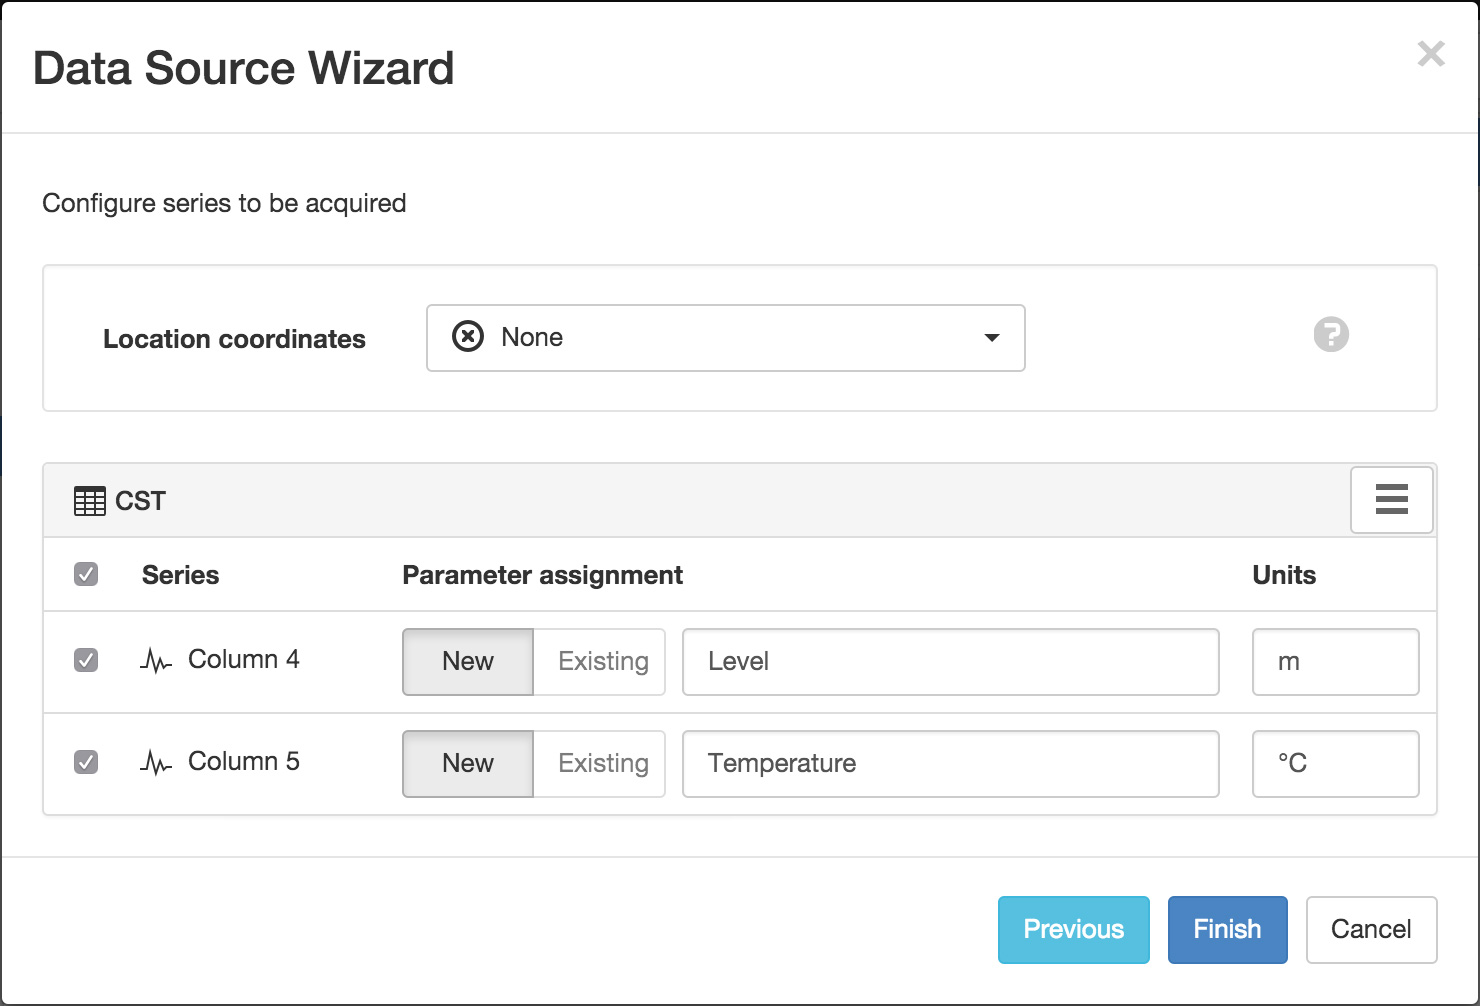 Data Source Wizard
Configure series to be acquired
Location coordinates None
CST
Series Parameter assignment Units
Column 4 New Existing Level m
Column 5 New Existing Temperature °C
Previous Finish Cancel